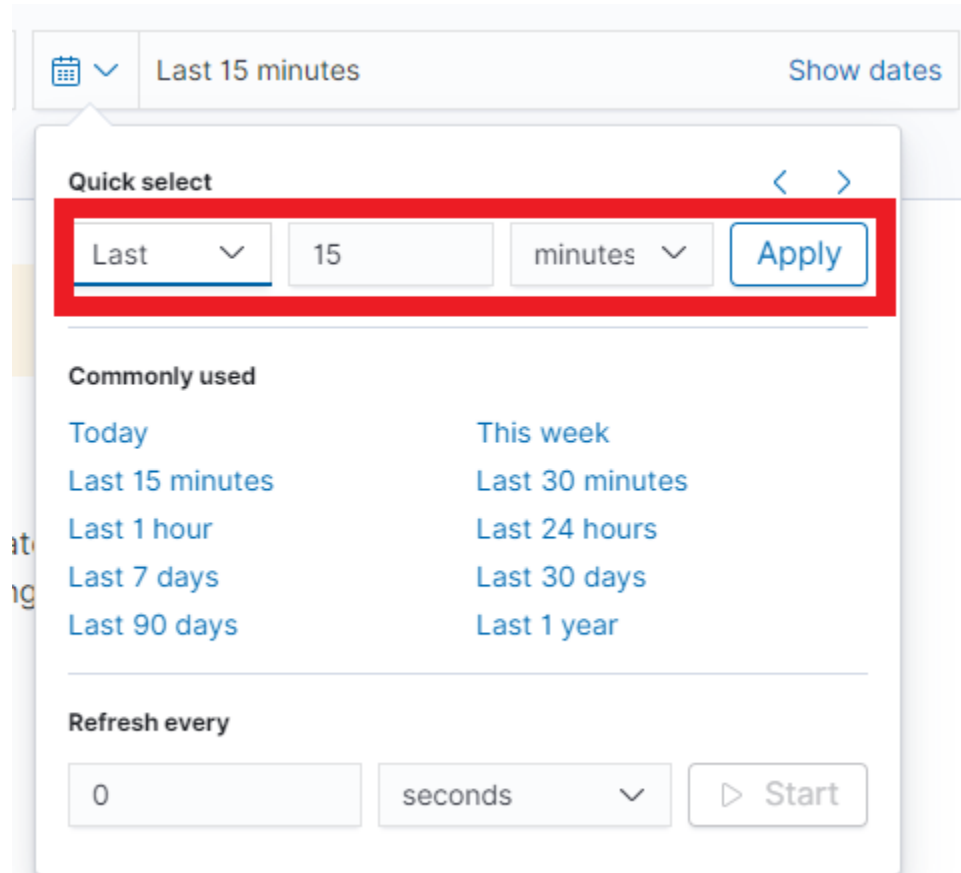 Last 15 minutes Show dates
Quick select
Last 15 minutes Apply
Commonly used
Today This week
Last 15 minutes Last 30 minutes
Last 1 hour Last 24 hours
Last 7 days Last 30 days
Last 90 days Last 1 year
Refresh every
0 seconds Start